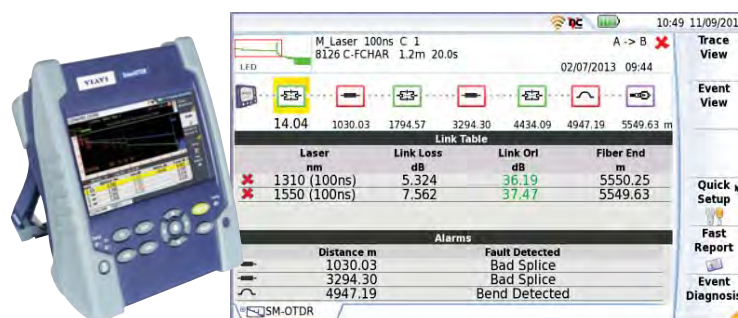 VIAVI
SmartOTDR
10:49 11/09/201
M_Laser 100ns C 1
8126 C-FCHAR 1.2m 20.0s
A -> B
LFD
02/07/2013 09:44
14.04 1030.03 1794.57 3294.30 4434.09 4947.19 5549.63 m
Link Table
Laser Link Loss Link Orl Fiber End
nm dB dB m
1310 (100ns) 5.324 36.19 5550.25
1550 (100ns) 7.562 37.47 5549.63
Alarms
Distance m Fault Detected
1030.03 Bad Splice
3294.30 Bad Splice
4947.19 Bend Detected
SM-OTDR
Trace
View
Event
View
Quick
Setup
Fast
Report
Event
Diagnosis